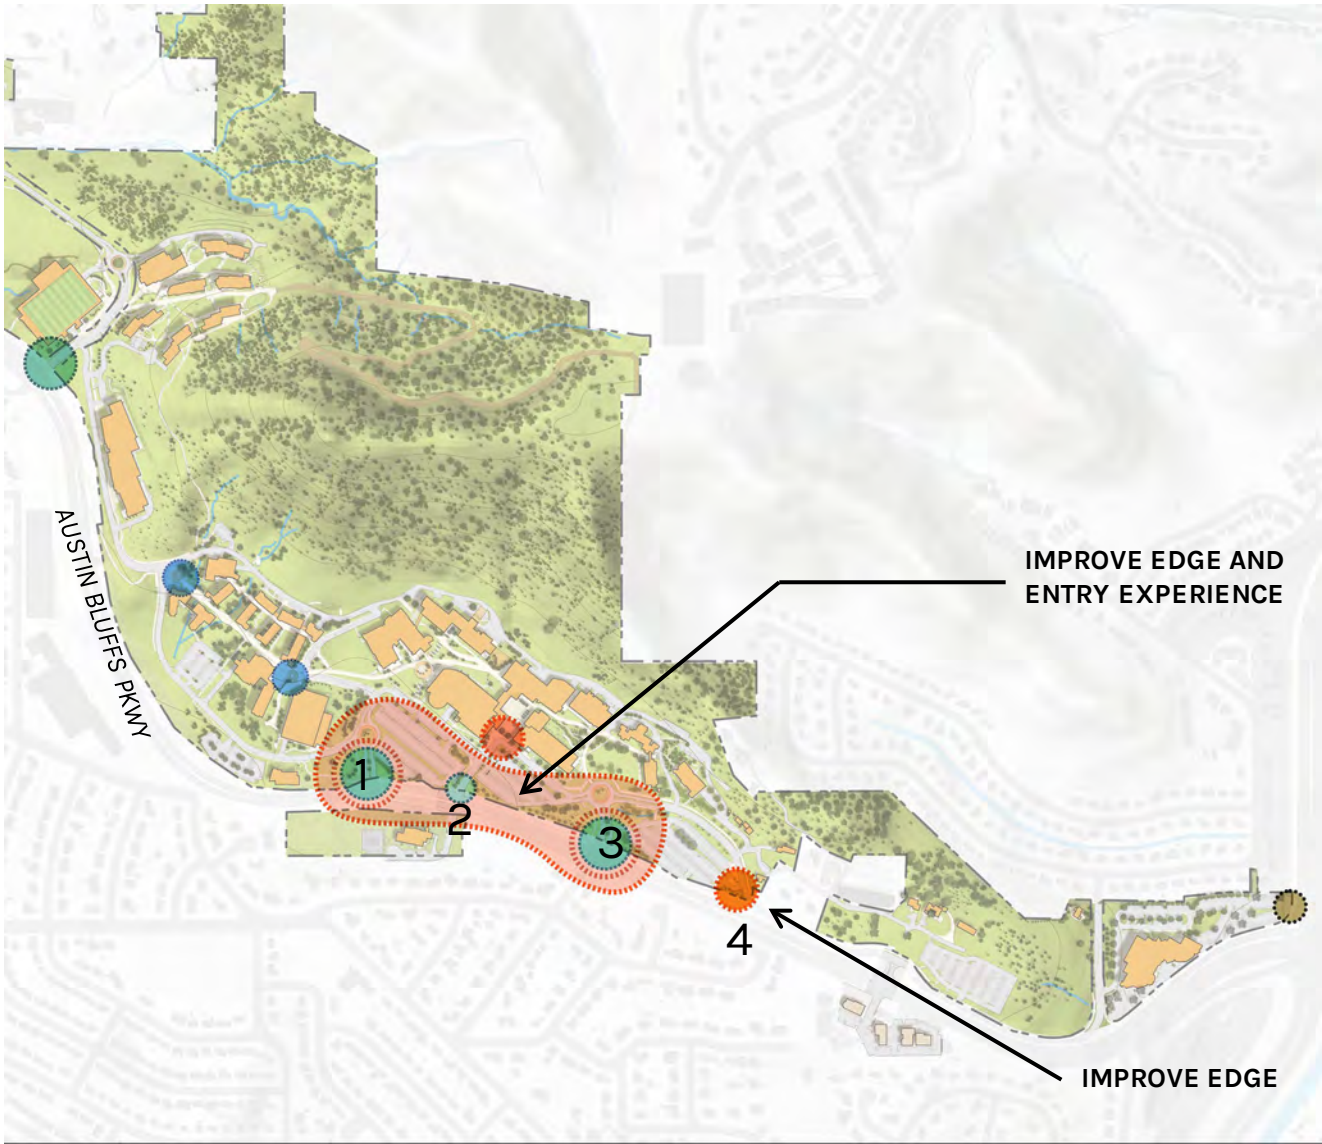 AUSTIN BLUFFS PKWY
IMPROVE EDGE AND
ENTRY EXPERIENCE
1
2
3
4
IMPROVE EDGE